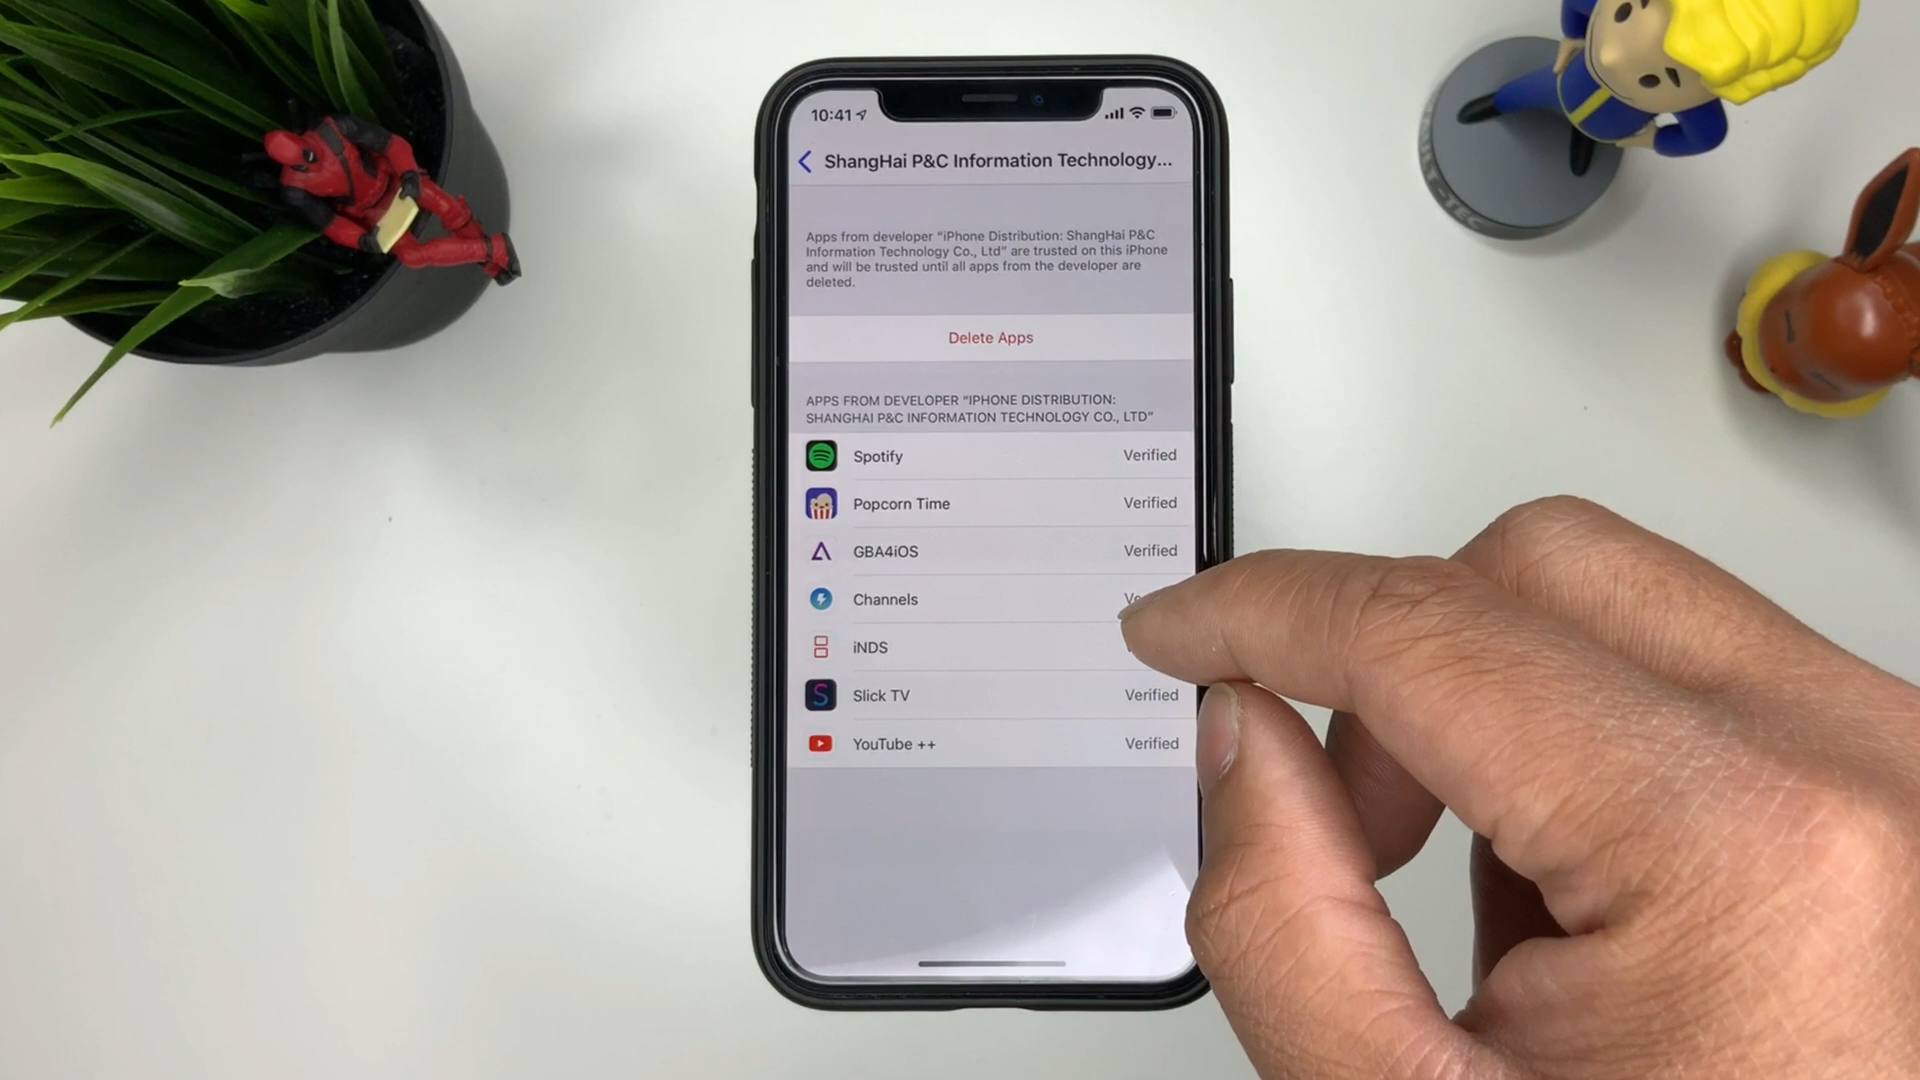 10:41
ShangHai P&C Information Technology...
Apps from developer "iPhone Distribution: ShangHai P&C
Information Technology Co., Ltd" are trusted on this iPhone
and will be trusted until all apps from the developer are
deleted.
Delete Apps
APPS FROM DEVELOPER "IPHONE DISTRIBUTION:
SHANGHAI P&C INFORMATION TECHNOLOGY CO., LTD"
Spotify Verified
Popcorn Time Verified
GBA4iOS Verified
Channels
iNDS
Slick TV Verified
YouTube ++ Verified